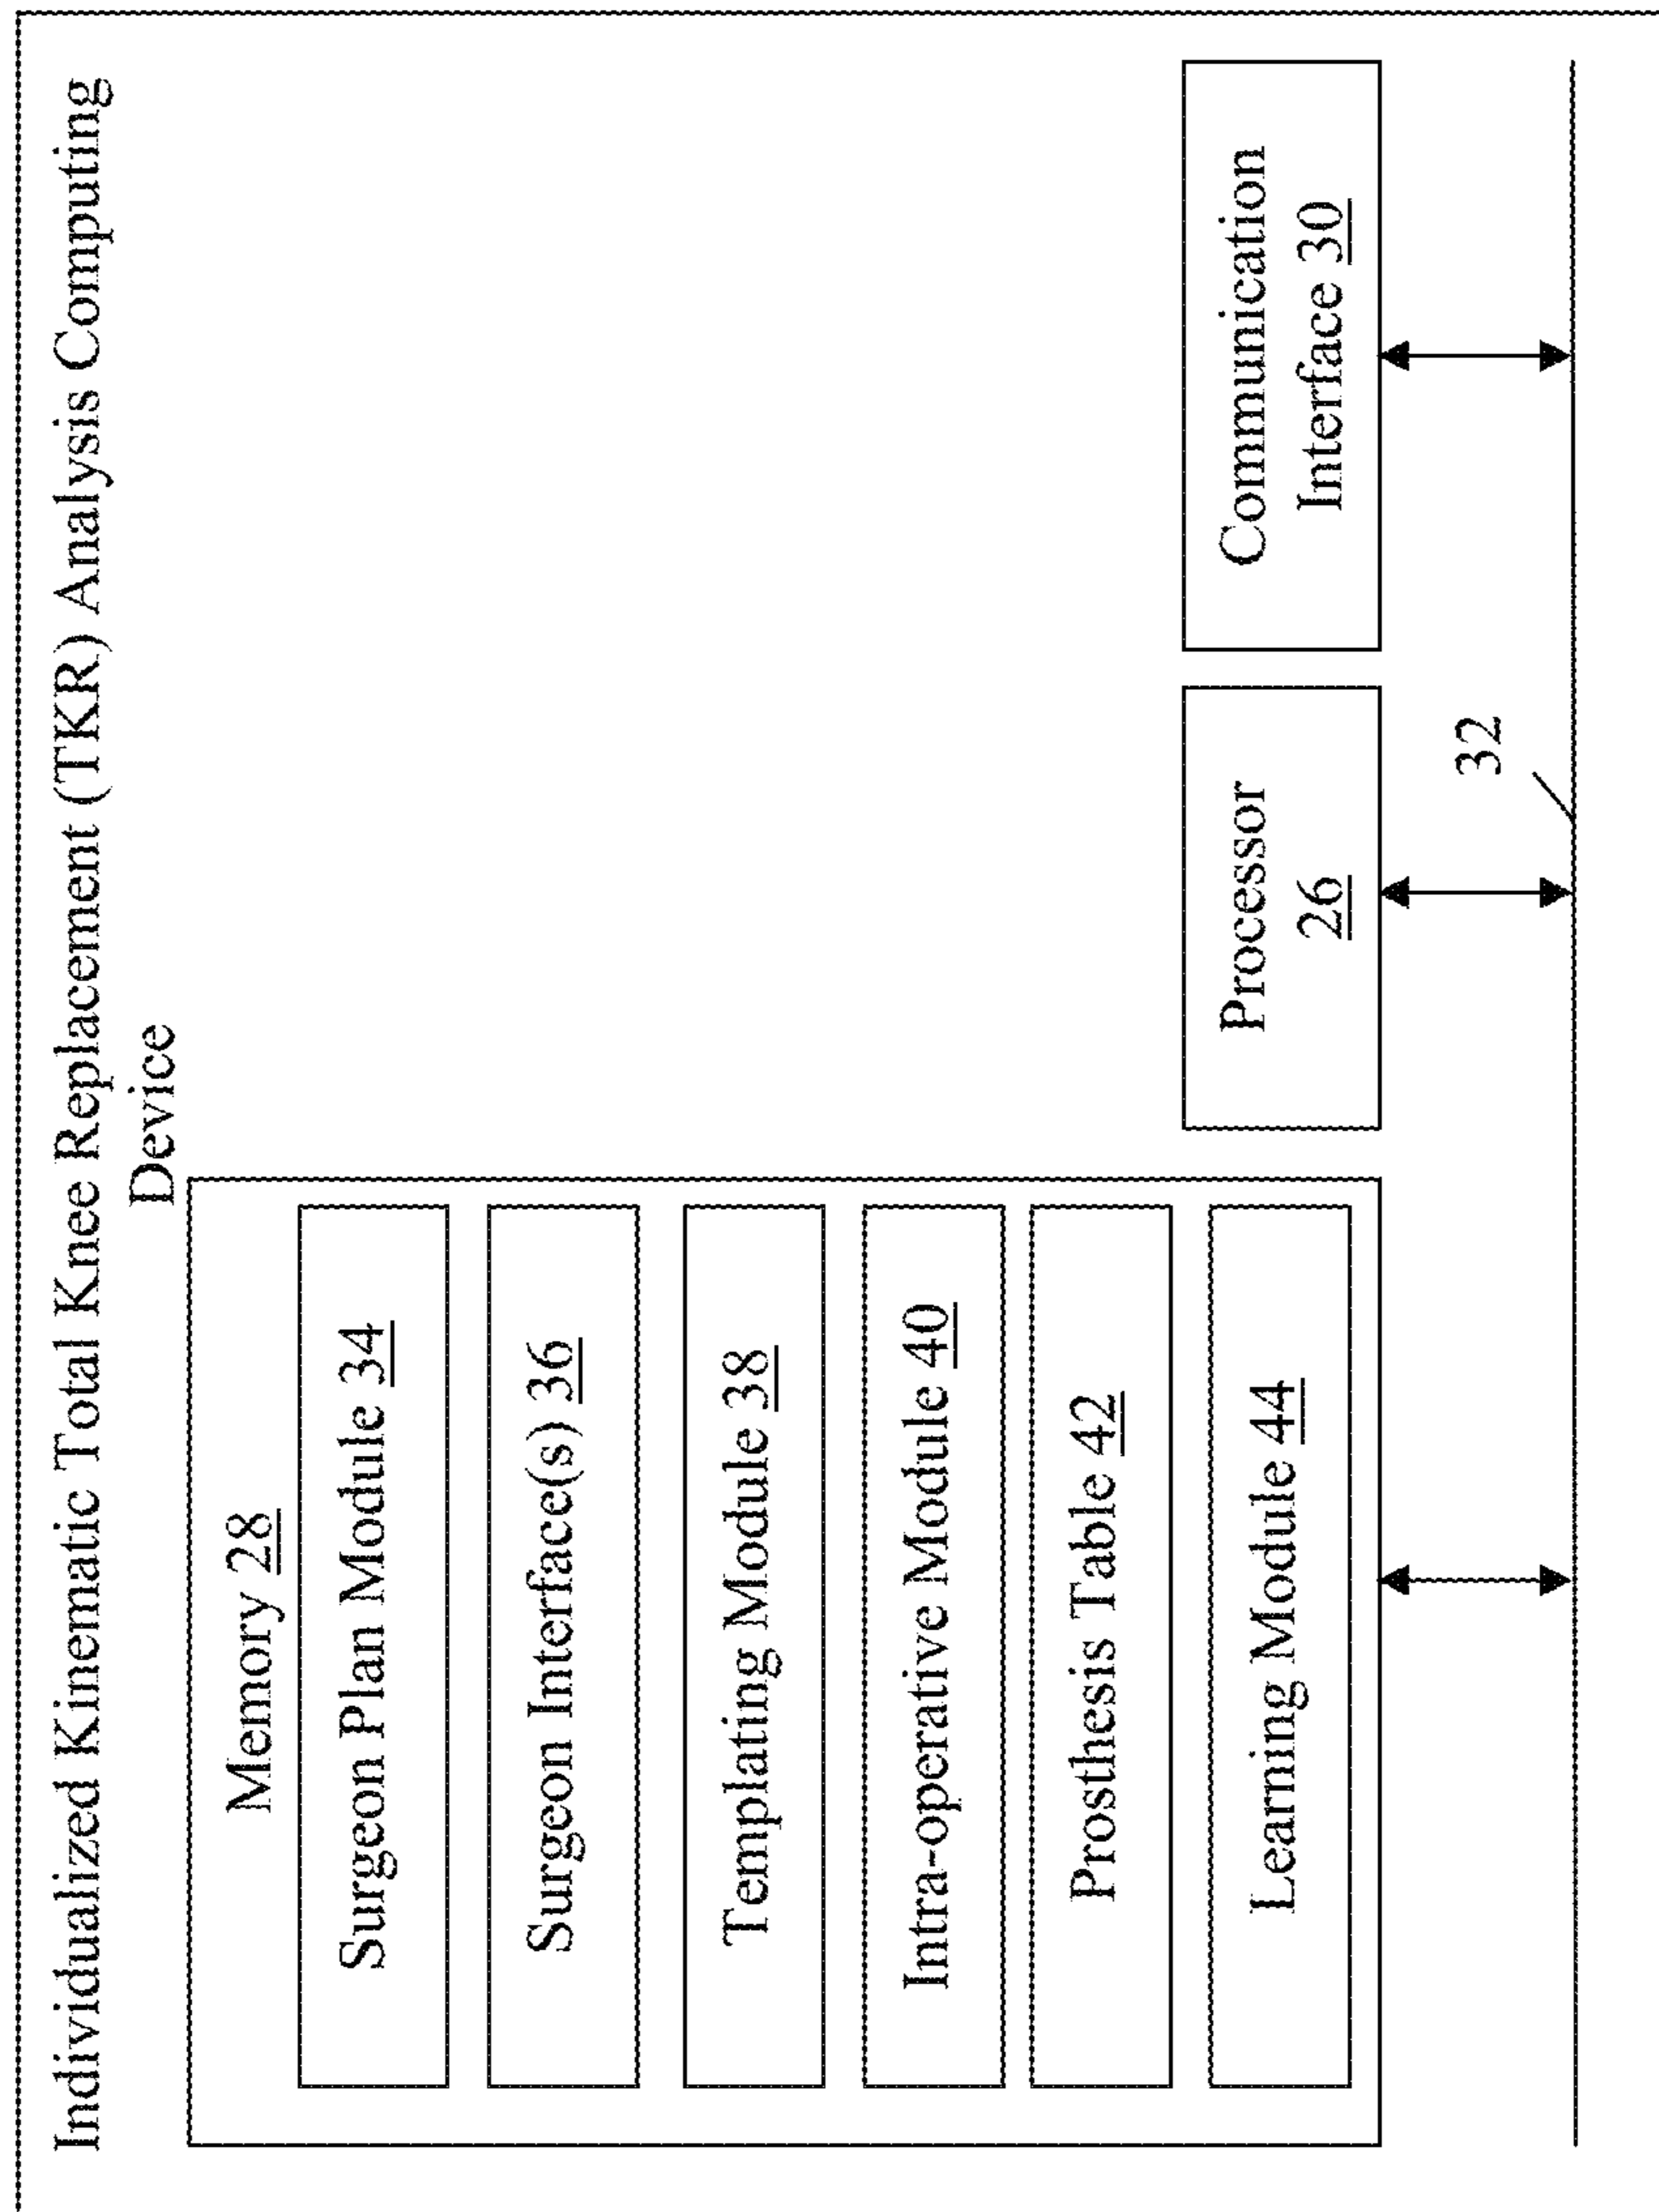 Individualized Kinematic Total Knee Replacement (TKR) Analysis Computing
Device
Memory 28
Surgeon Plan Module 34
Surgeon Interface(s) 36
Templating Module 38
Intra-operative Module 40
Prosthesis Table 42
Learning Module 44
Processor
26
Communication
Interface 30
32